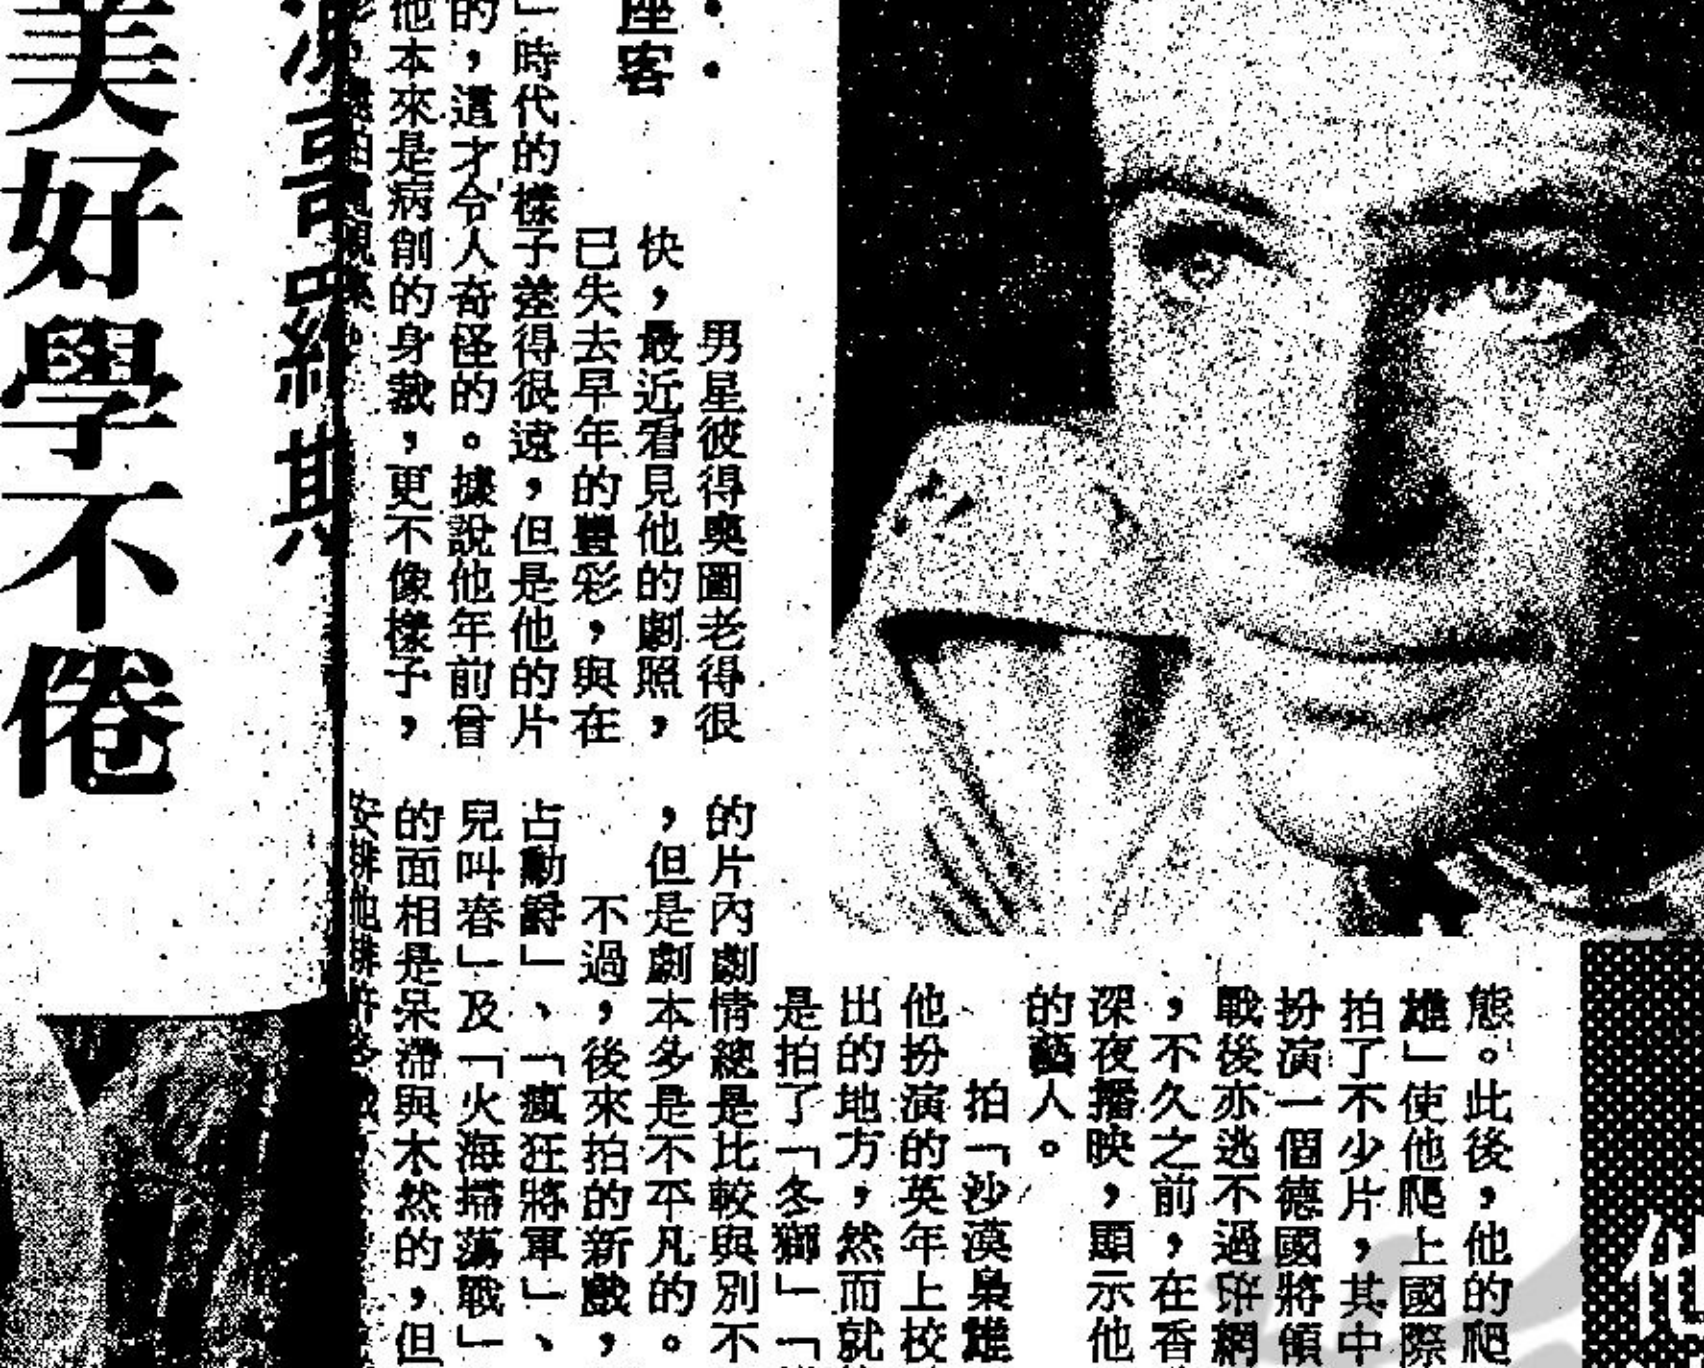 座客
男星彼得奧圖老得很
快，最近看見他的劇照，
已失去早年的豐彩，與在
」時代的樣子差得很遠，但是他的片
的，這才令人奇怪的。據說他年前曾
他本來是病削的身裁，更不像樣子，
態。此後，他的爬
雄」使他爬上國際
拍了不少片，其中
扮演一個德國將領
戰後亦逃不過網
，不久之前，在香
深夜播映，顯示他
的藝人。
拍「沙漠梟雄
他扮演的英年上校
出的地方，然而就
是拍了「冬獅」「
的片內劇情總是比較與別不
，但是劇本多是不平凡的。
不過，後來拍的新戲，
占勳爵」、「瘋狂將軍」、
兒叫春」及「火海掃蕩戰」
的面相是呆滯與木然的，但
安排他
哥
美好學不倦
他